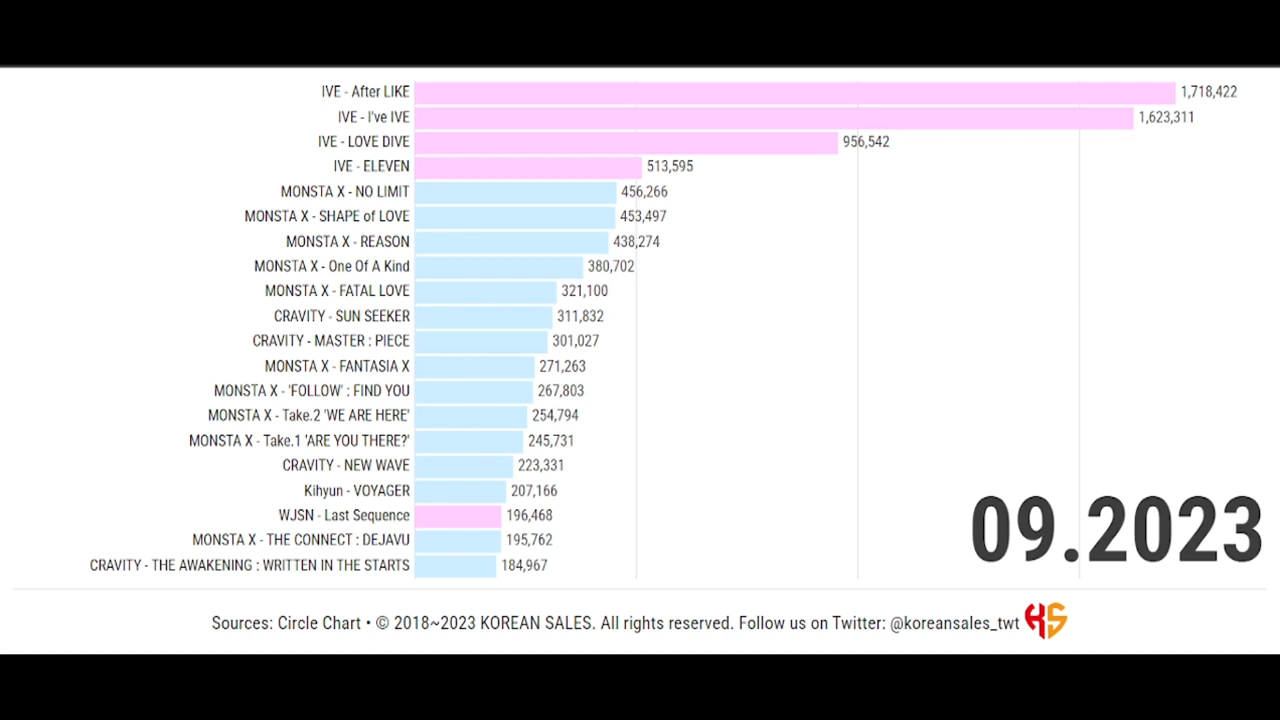 IVE - After LIKE 1,718,422
IVE - I've IVE 1,623,311
IVE - LOVE DIVE 956,542
IVE - ELEVEN 513,595
MONSTA X - NO LIMIT 456,266
MONSTA X - SHAPE of LOVE 453,497
MONSTA X - REASON 438,274
MONSTA X - One Of A Kind 380,702
MONSTA X - FATAL LOVE 321,100
CRAVITY - SUN SEEKER 311,832
CRAVITY - MASTER : PIECE 301,027
MONSTA X - FANTASIA X 271,263
MONSTA X - 'FOLLOW' : FIND YOU 267,803
MONSTA X - Take.2 'WE ARE HERE' 254,794
MONSTA X - Take.1 'ARE YOU THERE?' 245,731
CRAVITY - NEW WAVE 223,331
Kihyun - VOYAGER 207,166
WJSN - Last Sequence 196,468
MONSTA X - THE CONNECT : DEJAVU 195,762
CRAVITY - THE AWAKENING : WRITTEN IN THE STARTS 184,967
09.2023
Sources: Circle Chart • © 2018~2023 KOREAN SALES. All rights reserved. Follow us on Twitter: @koreansales_twt KS